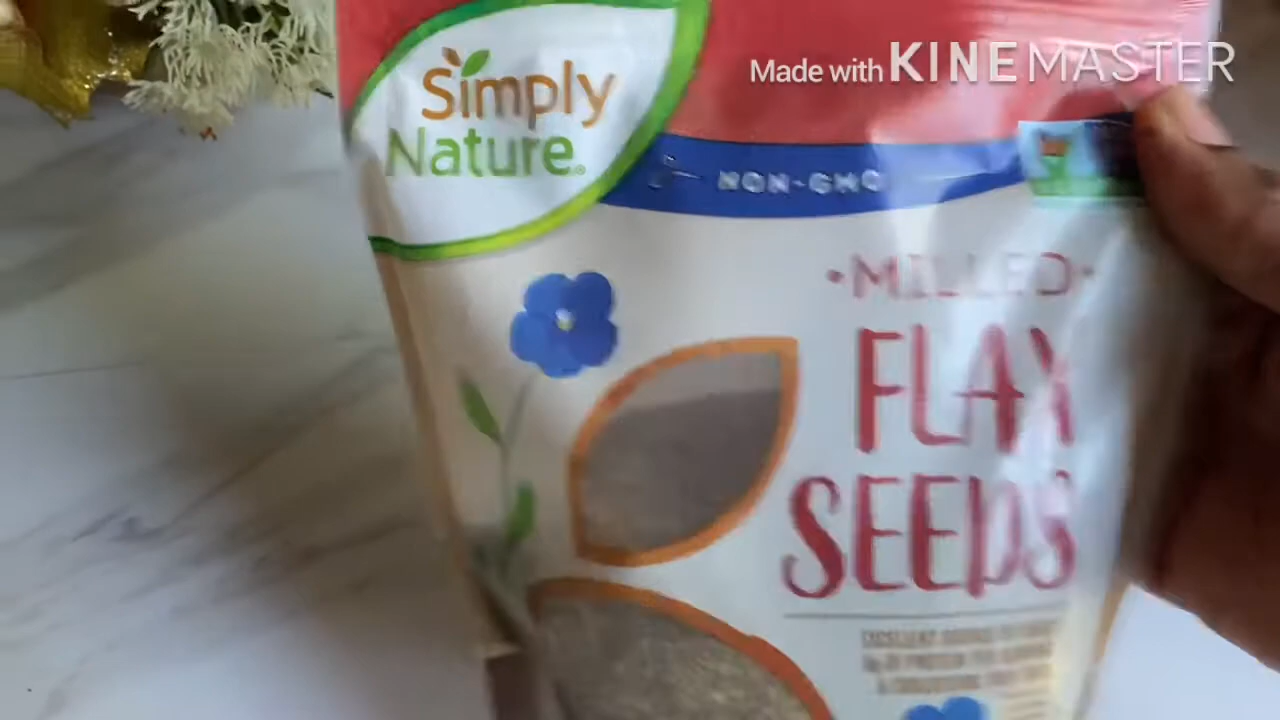 Made with KINEMASTER
Simply
Nature®
NON-GMO
•MILLED•
FLAX
SEEDS